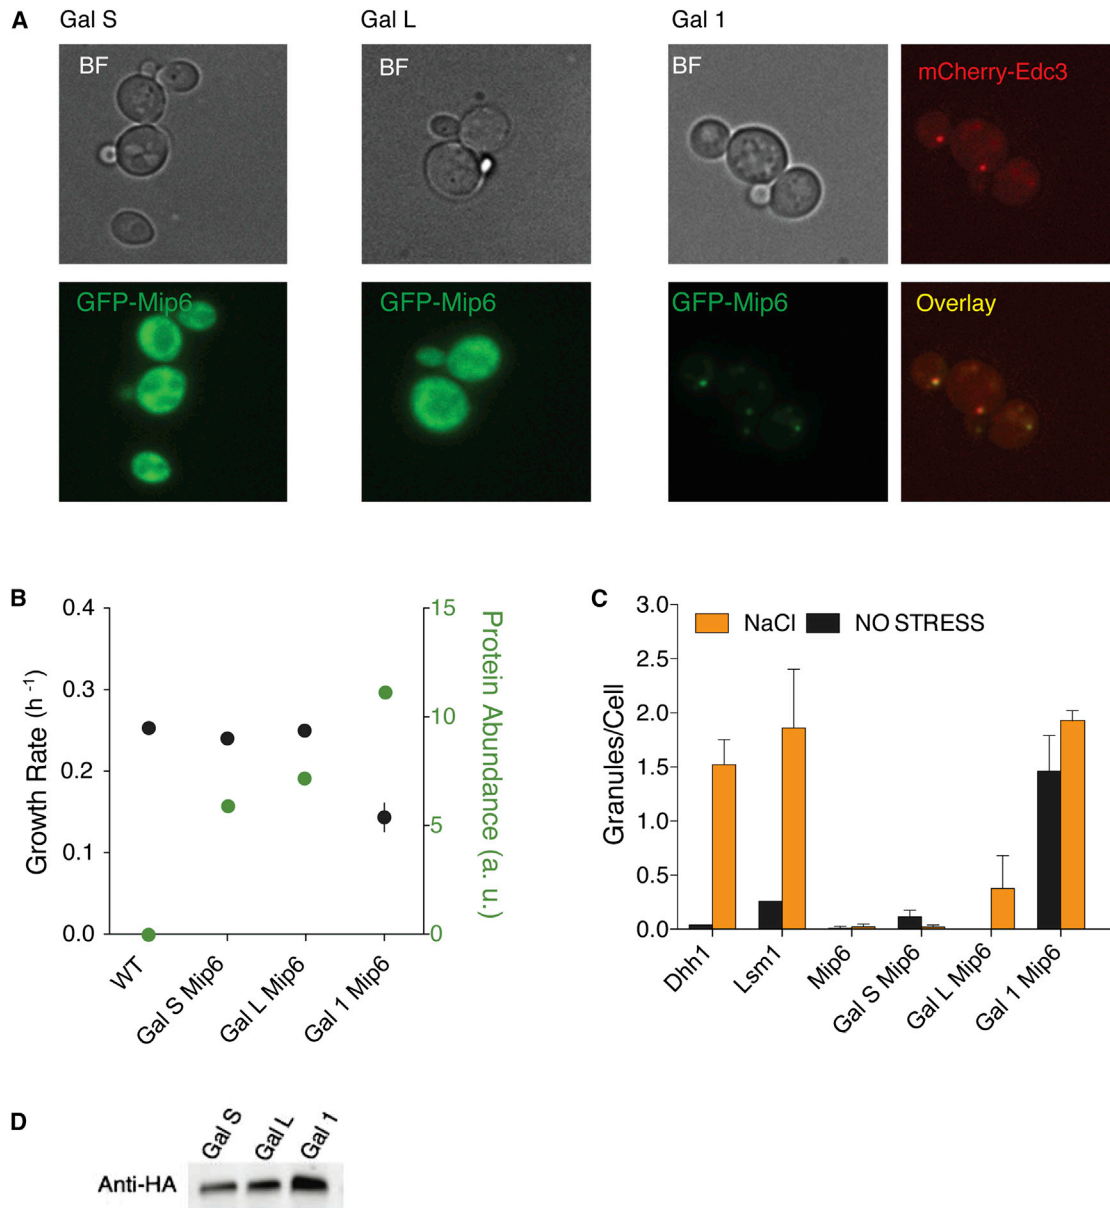 A
Gal S
Gal L
Gal 1
BF
BF
BF
mCherry-Edc3
GFP-Mip6
GFP-Mip6
GFP-Mip6
Overlay
B
0.4
0.3
0.2
0.1
0.0
Growth Rate (h -1)
15
10
5
0
Protein Abundance (a. u.)
WT
Gal S Mip6
Gal L Mip6
Gal 1 Mip6
C
3.0
2.5
2.0
1.5
1.0
0.5
0.0
Granules/Cell
NaCl NO STRESS
Dhh1
Lsm1
Mip6
Gal S Mip6
Gal L Mip6
Gal 1 Mip6
D
Gal S
Gal L
Gal 1
Anti-HA